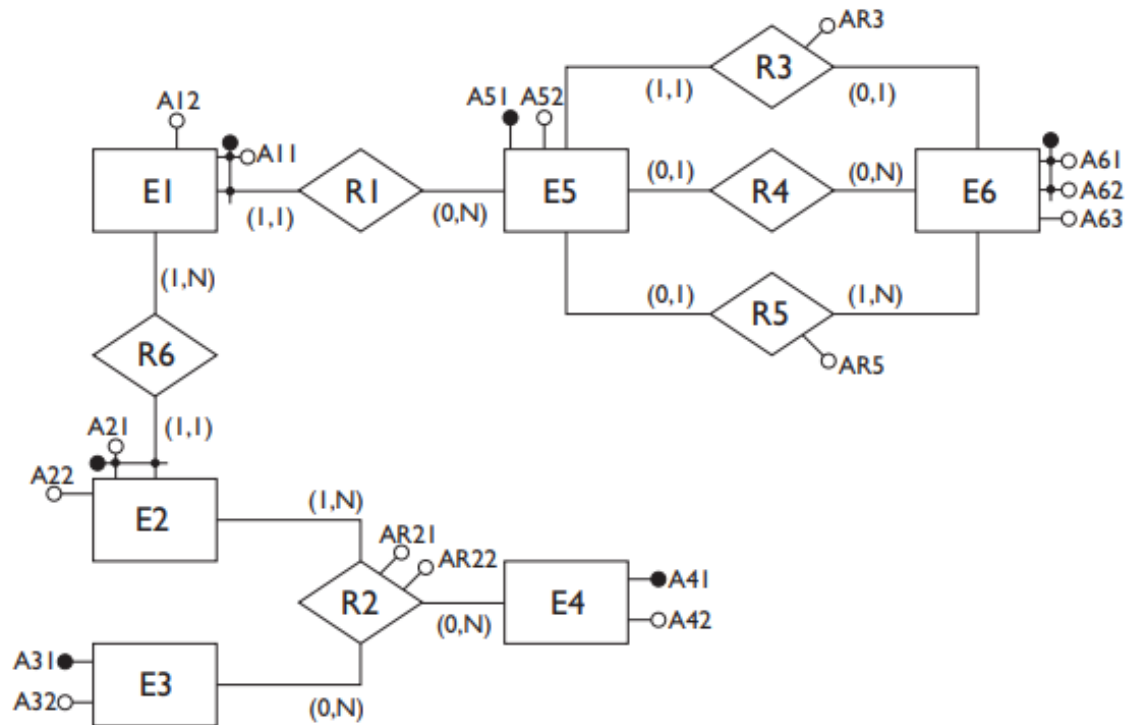 AR3
R3
(1,1)
(0,1)
A12
A11
A51
A52
A61
A62
A63
E1
R1
E5
R4
E6
(1,1)
(0,N)
(0,1)
(0,N)
(1,N)
(0,1)
R5
(1,N)
AR5
R6
(1,1)
A21
A22
E2
(1,N)
AR21
AR22
R2
(0,N)
E4
A41
A42
A31
A32
E3
(0,N)